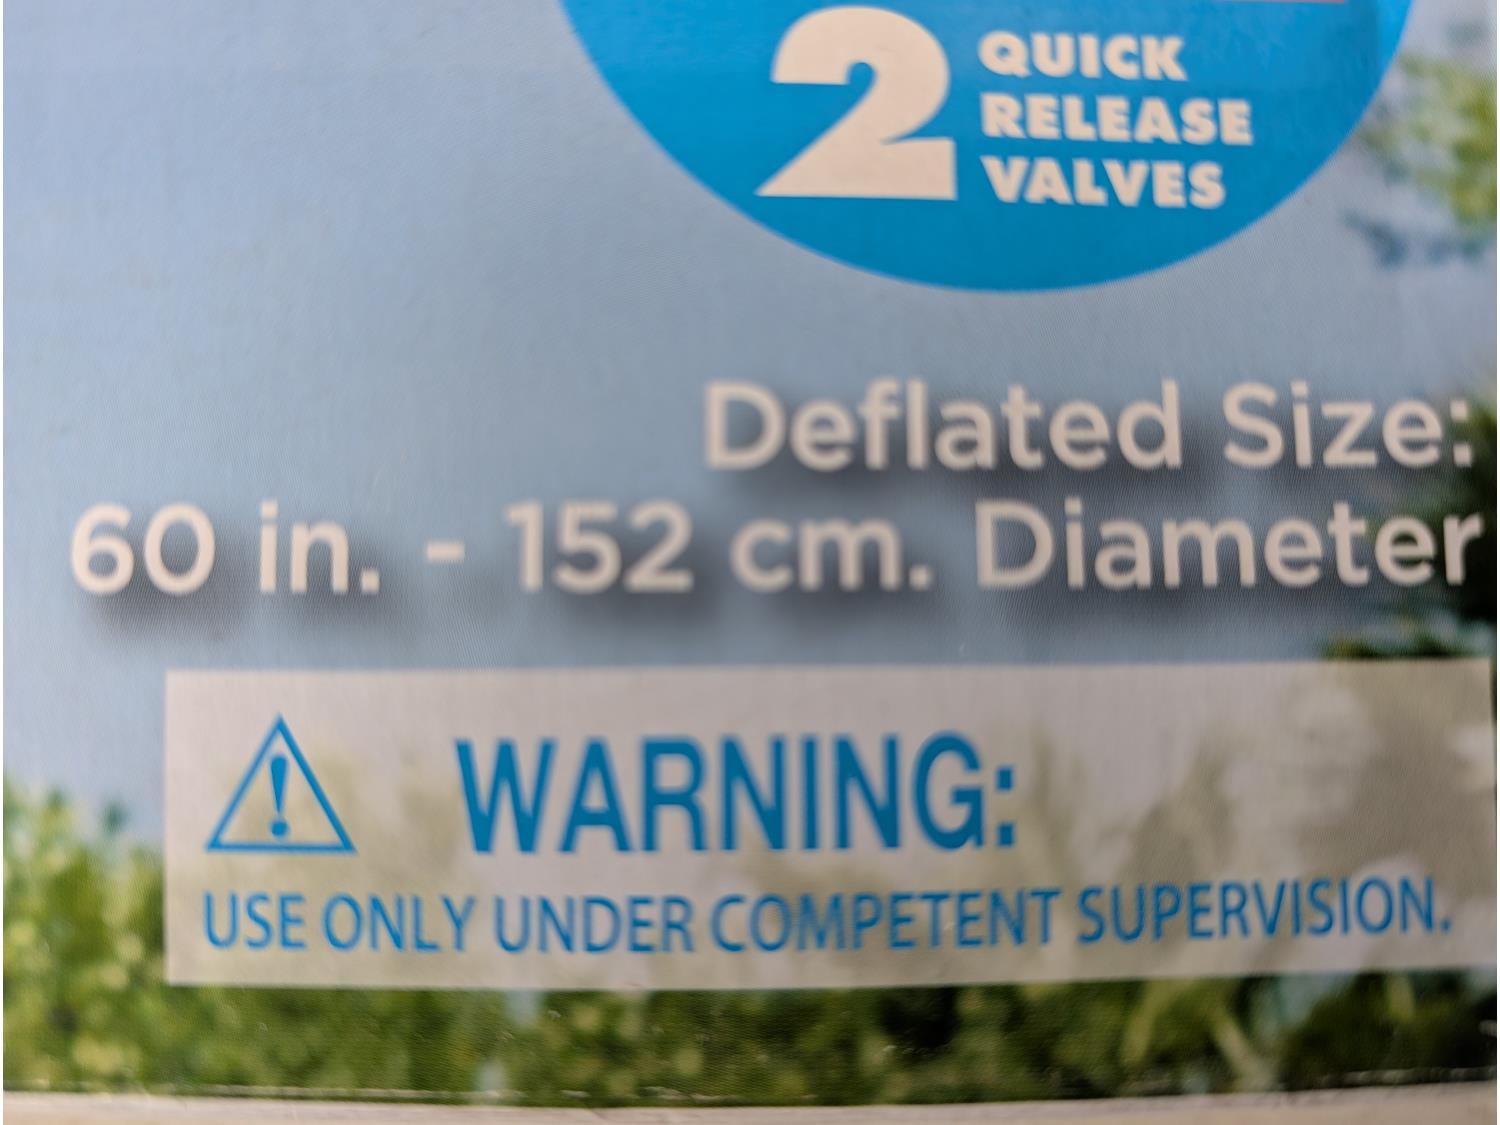 2 QUICK
RELEASE
VALVES
Deflated Size:
60 in. - 152 cm. Diameter
WARNING:
USE ONLY UNDER COMPETENT SUPERVISION.